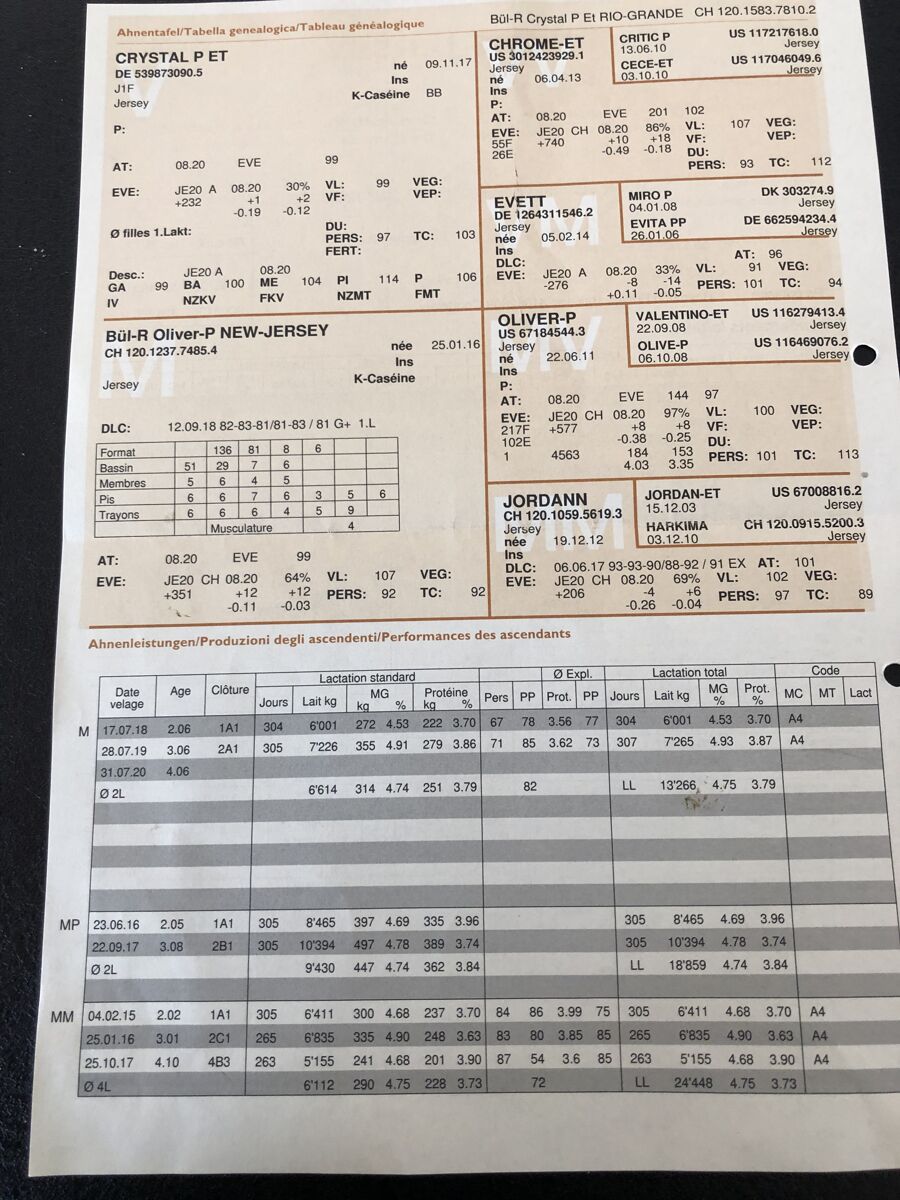 Bül-R Crystal P Et RIO-GRANDE CH 120.1583.7810.2
Ahnentafel/Tabella genealogica/Tableau généalogique
CRYSTAL P ET
DE 539873090.5
J1F
Jersey
né 09.11.17
Ins
K-Caséine BB
P:
AT: 08.20 EVE 99
EVE: JE20 A 08.20 30% VL: 99 VEG:
+232 +1 +2 VF: VEP:
-0.19 -0.12
Ø filles 1.Lakt: DU:
PERS: 97 TC: 103
FERT:
Desc.: JE20 A 08.20
GA 99 BA 100 ME 104 PI 114 P 106
IV NZKV FKV NZMT FMT
CHROME-ET
US 3012423929.1
Jersey
né 06.04.13
Ins
P:
AT: 08.20 EVE 201 102
EVE: JE20 CH 08.20 86% VL: 107 VEG:
55F +740 +10 +18 VF: VEP:
26E -0.49 -0.18 DU:
PERS: 93 TC: 112
CRITIC P US 117217618.0
13.06.10 Jersey
CECE-ET US 117046049.6
03.10.10 Jersey
EVETT
DE 1264311546.2
Jersey
née 05.02.14
Ins
DLC: AT: 96
EVE: JE20 A 08.20 33% VL: 91 VEG:
-276 -8 -14 PERS: 101 TC: 94
+0.11 -0.05
MIRO P DK 303274.9
04.01.08 Jersey
EVITA PP DE 662594234.4
26.01.06 Jersey
Bül-R Oliver-P NEW-JERSEY
CH 120.1237.7485.4
née 25.01.16
Ins
K-Caséine
Jersey
DLC: 12.09.18 82-83-81/81-83 / 81 G+ 1.L
Format 136 81 8 6
Bassin 51 29 7 6
Membres 5 6 4 5
Pis 6 6 7 6 3 5 6
Trayons 6 6 6 4 5 9
Musculature 4
AT: 08.20 EVE 99
EVE: JE20 CH 08.20 64% VL: 107 VEG:
+351 +12 +12 PERS: 92 TC: 92
-0.11 -0.03
OLIVER-P
US 67184544.3
Jersey
né 22.06.11
Ins
P:
AT: 08.20 EVE 144 97
EVE: JE20 CH 08.20 97% VL: 100 VEG:
217F +577 +8 +8 VF: VEP:
102E -0.38 -0.25 DU:
1 4563 184 153 PERS: 101 TC: 113
4.03 3.35
VALENTINO-ET US 116279413.4
22.09.08 Jersey
OLIVE-P US 116469076.2
06.10.08 Jersey
JORDANN
CH 120.1059.5619.3
Jersey
née 19.12.12
Ins
DLC: 06.06.17 93-93-90/88-92 / 91 EX AT: 101
EVE: JE20 CH 08.20 69% VL: 102 VEG:
+206 -4 +6 PERS: 97 TC: 89
-0.26 -0.04
JORDAN-ET US 67008816.2
15.12.03 Jersey
HARKIMA CH 120.0915.5200.3
03.12.10 Jersey
Ahnenleistungen/Produzioni degli ascendenti/Performances des ascendants
Lactation standard Ø Expl. Lactation total Code
Date velage Age Clôture Jours Lait kg MG kg % Protéine kg % Pers PP Prot. PP Jours Lait kg MG % Prot. % MC MT Lact
M 17.07.18 2.06 1A1 304 6'001 272 4.53 222 3.70 67 78 3.56 77 304 6'001 4.53 3.70 A4
28.07.19 3.06 2A1 305 7'226 355 4.91 279 3.86 71 85 3.62 73 307 7'265 4.93 3.87 A4
31.07.20 4.06
Ø 2L 6'614 314 4.74 251 3.79 82 LL 13'266 4.75 3.79
MP 23.06.16 2.05 1A1 305 8'465 397 4.69 335 3.96 305 8'465 4.69 3.96
22.09.17 3.08 2B1 305 10'394 497 4.78 389 3.74 305 10'394 4.78 3.74
Ø 2L 9'430 447 4.74 362 3.84 LL 18'859 4.74 3.84
MM 04.02.15 2.02 1A1 305 6'411 300 4.68 237 3.70 84 86 3.99 75 305 6'411 4.68 3.70 A4
25.01.16 3.01 2C1 265 6'835 335 4.90 248 3.63 83 80 3.85 85 265 6'835 4.90 3.63 A4
25.10.17 4.10 4B3 263 5'155 241 4.68 201 3.90 87 54 3.6 85 263 5'155 4.68 3.90 A4
Ø 4L 6'112 290 4.75 228 3.73 72 LL 24'448 4.75 3.73